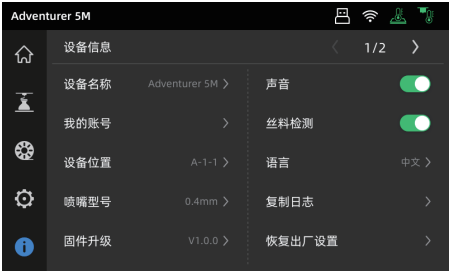 Adventurer 5M
设备信息
1/2
设备名称 Adventurer 5M
声音
我的账号
丝料检测
设备位置 A-1-1
语言 中文
喷嘴型号 0.4mm
复制日志
固件升级 V1.0.0
恢复出厂设置